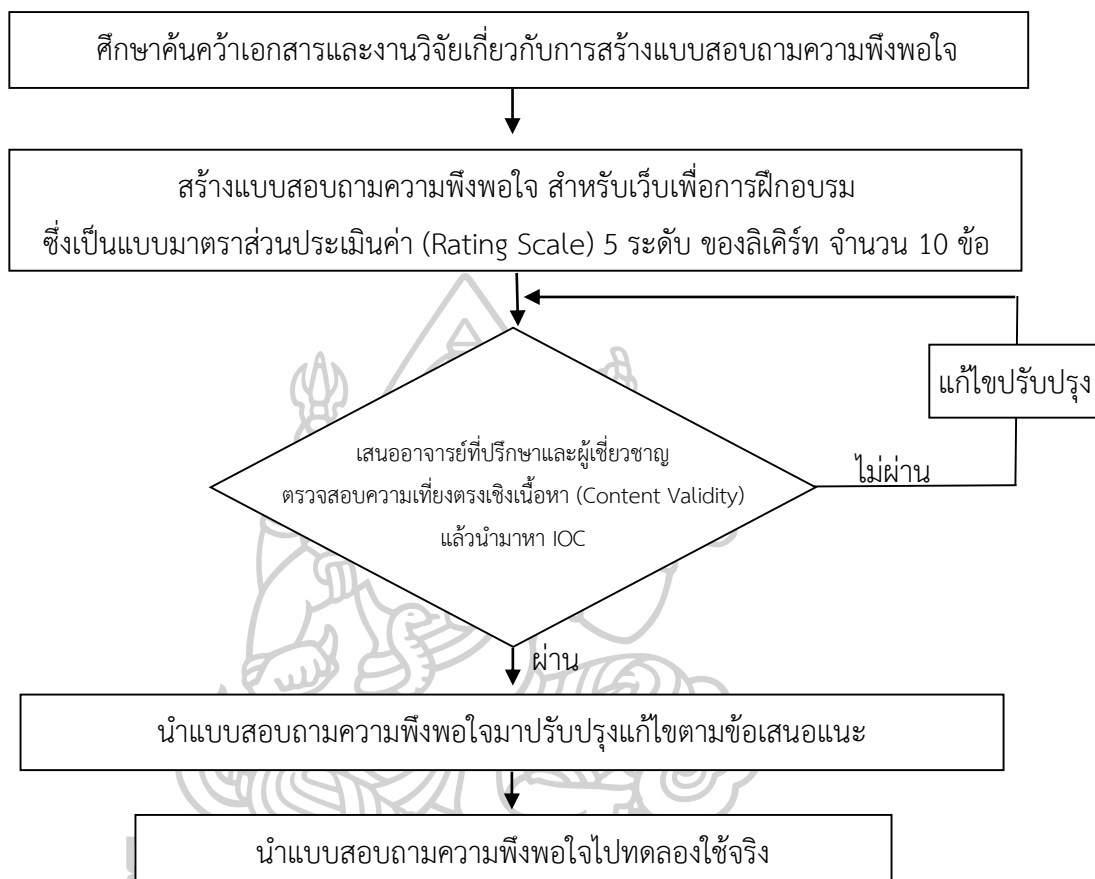 ศึกษาค้นคว้าเอกสารและงานวิจัยเกี่ยวกับการสร้างแบบสอบถามความพึงพอใจ
สร้างแบบสอบถามความพึงพอใจ สำหรับเว็บเพื่อการฝึกอบรม
ซึ่งเป็นแบบมาตราส่วนประเมินค่า (Rating Scale) 5 ระดับ ของลิเคิร์ท จำนวน 10 ข้อ
แก้ไขปรับปรุง
เสนออาจารย์ที่ปรึกษาและผู้เชี่ยวชาญ
ตรวจสอบความเที่ยงตรงเชิงเนื้อหา (Content Validity)
แล้วนำมาหา IOC
ไม่ผ่าน
ผ่าน
นำแบบสอบถามความพึงพอใจมาปรับปรุงแก้ไขตามข้อเสนอแนะ
นำแบบสอบถามความพึงพอใจไปทดลองใช้จริง